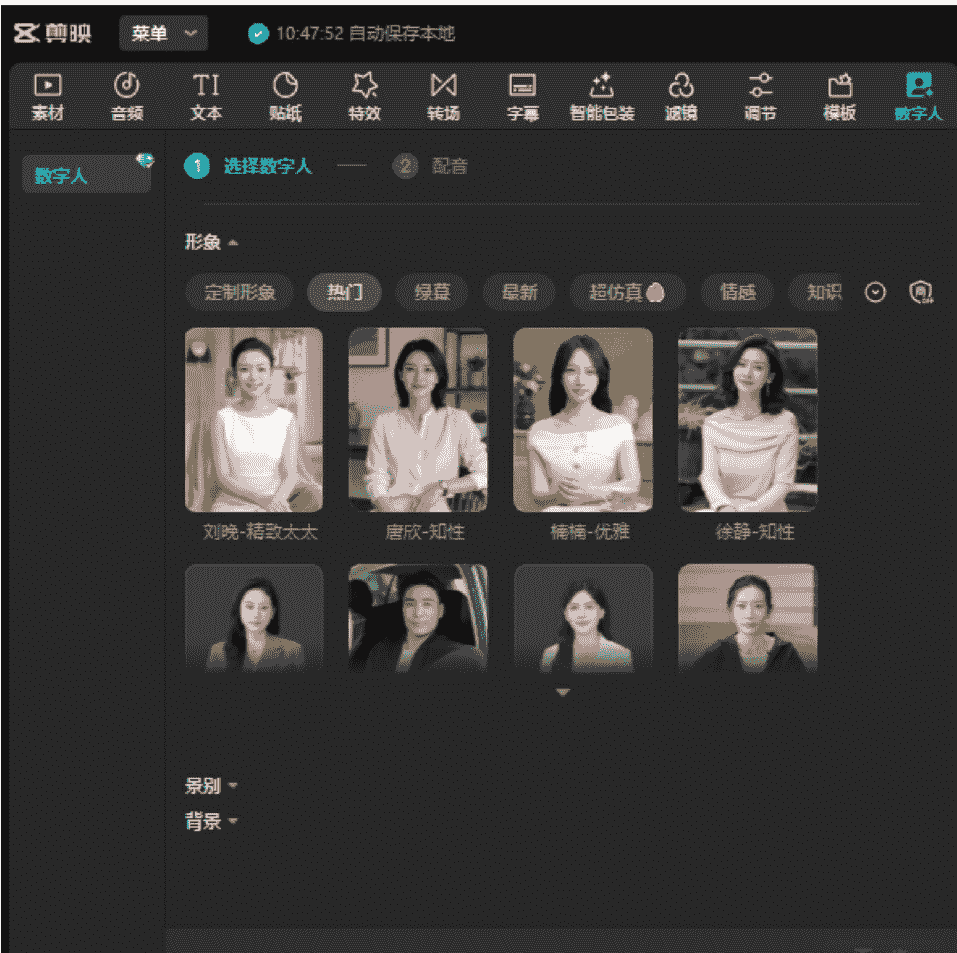 剪映 菜单 10:47:52 自动保存本地
素材 音频 文本 贴纸 特效 转场 字幕 智能包装 滤镜 调节 模板 数字人
数字人
1 选择数字人 2 配音
形象
定制形象 热门 绿幕 最新 超仿真 情感 知识
刘晚-精致太太 唐欣-知性 楠楠-优雅 徐静-知性
景别
背景